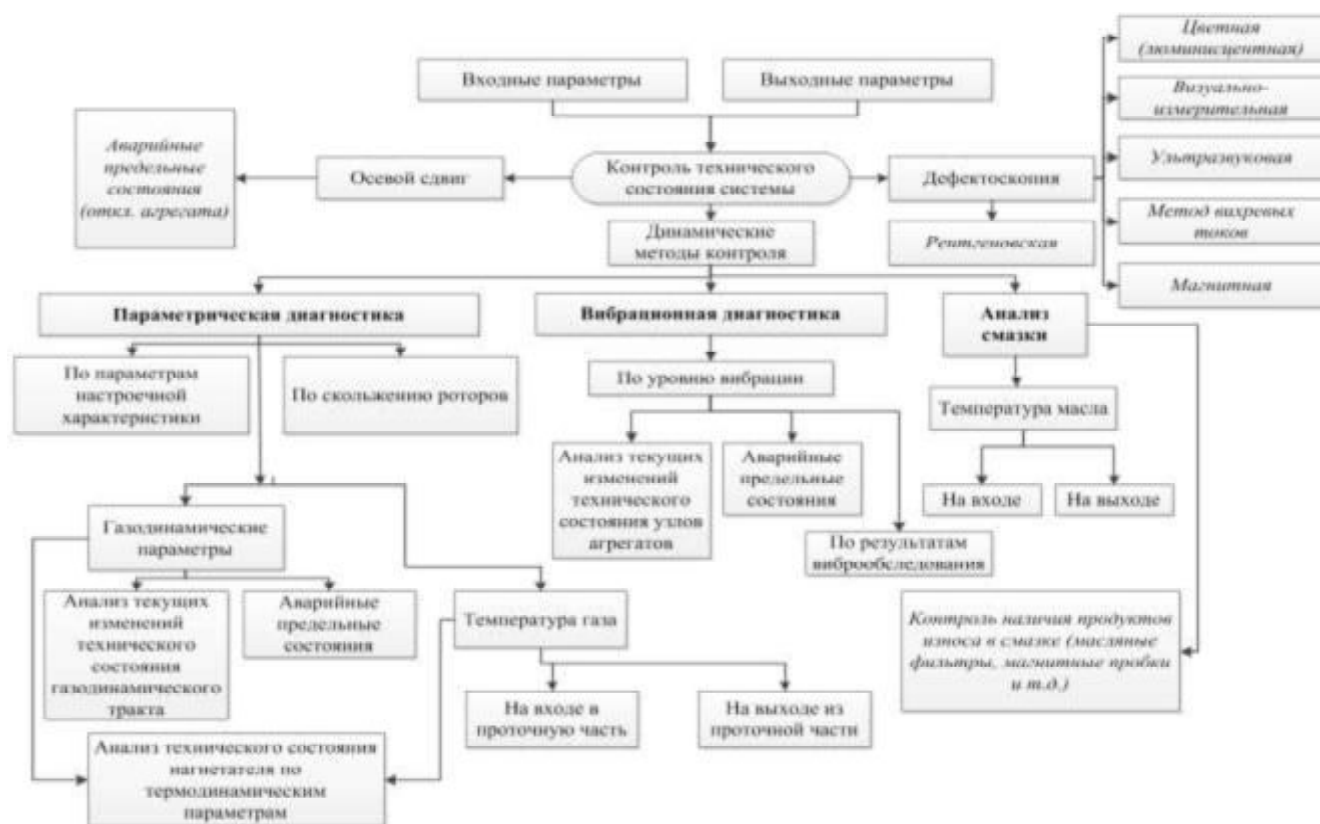 Входные параметры
Выходные параметры
Цветная
(люминисцентная)
Визуально-
измерительная
Ультразвуковая
Метод вихревых
токов
Магнитная
Аварийные
предельные
состояния
(откл. агрегата)
Осевой сдвиг
Контроль технического
состояния системы
Дефектоскопия
Рентгеновская
Динамические
методы контроля
Параметрическая диагностика
Вибрационная диагностика
Анализ
смазки
По параметрам
настроечной
характеристики
По скольжению роторов
По уровню вибрации
Температура масла
Анализ текущих
изменений
технического
состояния узлов
агрегатов
Аварийные
предельные
состояния
На входе
На выходе
По результатам
виброобследования
Газодинамические
параметры
Анализ текущих
изменений
технического
состояния
газодинамического
тракта
Аварийные
предельные
состояния
Температура газа
Контроль наличия продуктов
износа в смазке (масляные
фильтры, магнитные пробки
и т.д.)
На входе в
проточную часть
На выходе из
проточной части
Анализ технического состояния
нагнетателя по
термодинамическим
параметрам